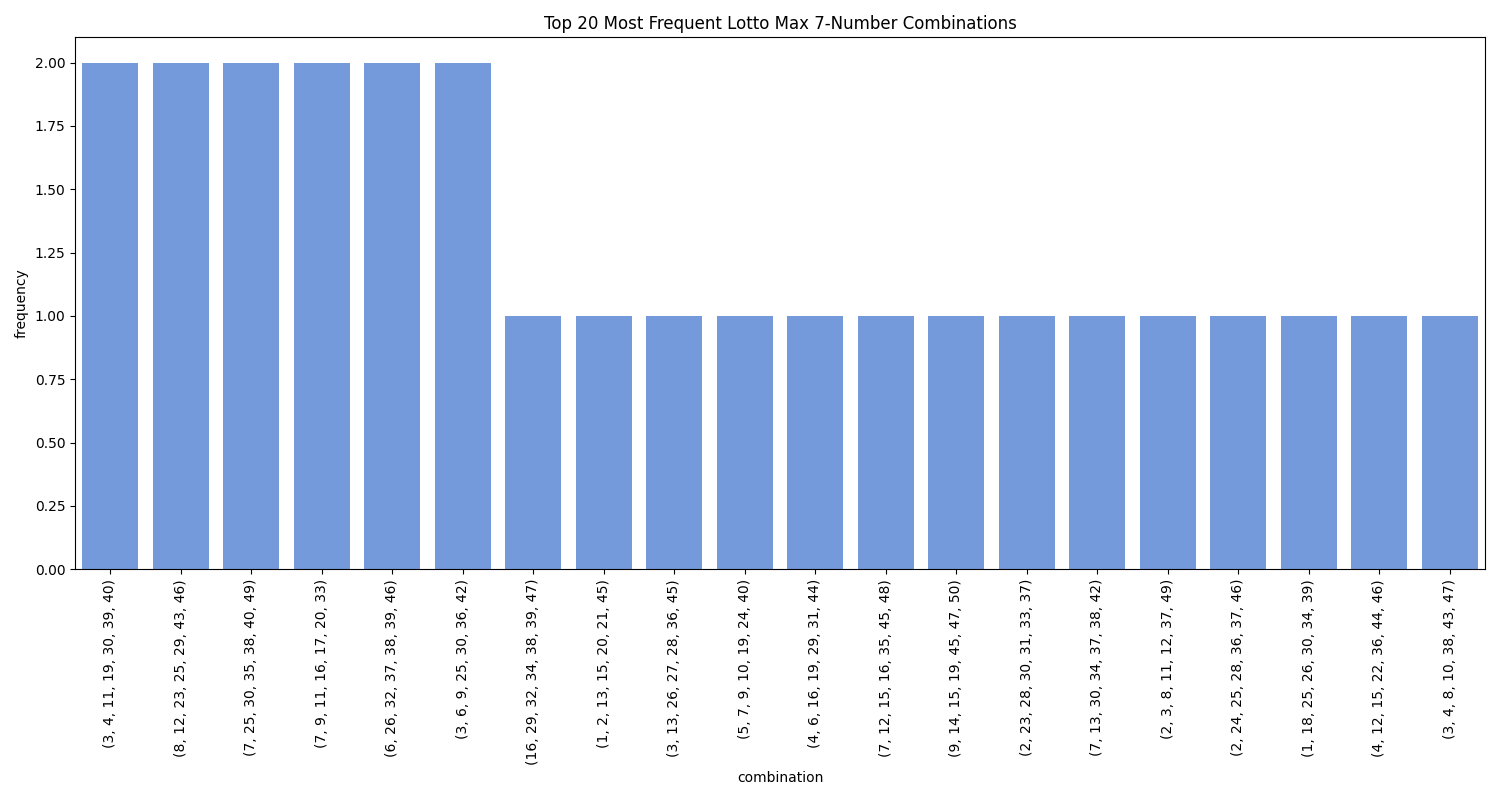 Top 20 Most Frequent Lotto Max 7-Number Combinations
frequency
2.00
1.75
1.50
1.25
1.00
0.75
0.50
0.25
0.00
(3, 4, 11, 19, 30, 39, 40)
(8, 12, 23, 25, 29, 43, 46)
(7, 25, 30, 35, 38, 40, 49)
(7, 9, 11, 16, 17, 20, 33)
(6, 26, 32, 37, 38, 39, 46)
(3, 6, 9, 25, 30, 36, 42)
(16, 29, 32, 34, 38, 39, 47)
(1, 2, 13, 15, 20, 21, 45)
(3, 13, 26, 27, 28, 36, 45)
(5, 7, 9, 10, 19, 24, 40)
(4, 6, 16, 19, 29, 31, 44)
(7, 12, 15, 16, 35, 45, 48)
(9, 14, 15, 19, 45, 47, 50)
(2, 23, 28, 30, 31, 33, 37)
(7, 13, 30, 34, 37, 38, 42)
(2, 3, 8, 11, 12, 37, 49)
(2, 24, 25, 28, 36, 37, 46)
(1, 18, 25, 26, 30, 34, 39)
(4, 12, 15, 22, 36, 44, 46)
(3, 4, 8, 10, 38, 43, 47)
combination